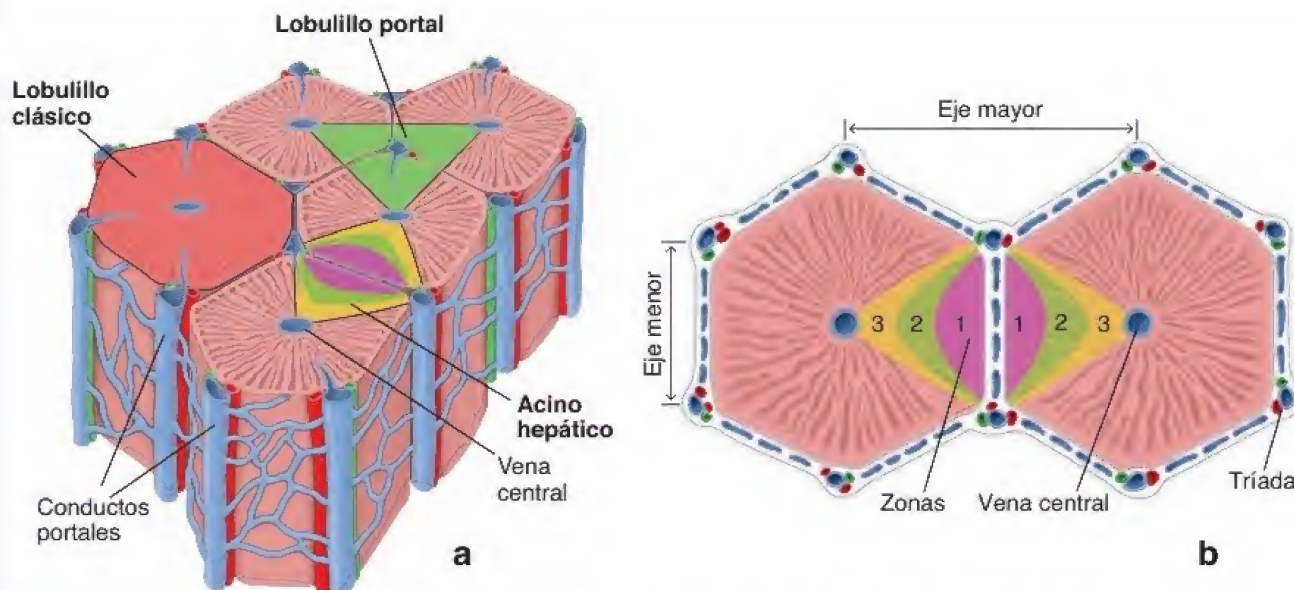 Lobulillo portal
Lobulillo
clásico
Acino
hepático
Vena
central
Conductos
portales
a
Eje mayor
Eje menor
3
2
1
1
2
3
Zonas
Vena central
Tríada
b